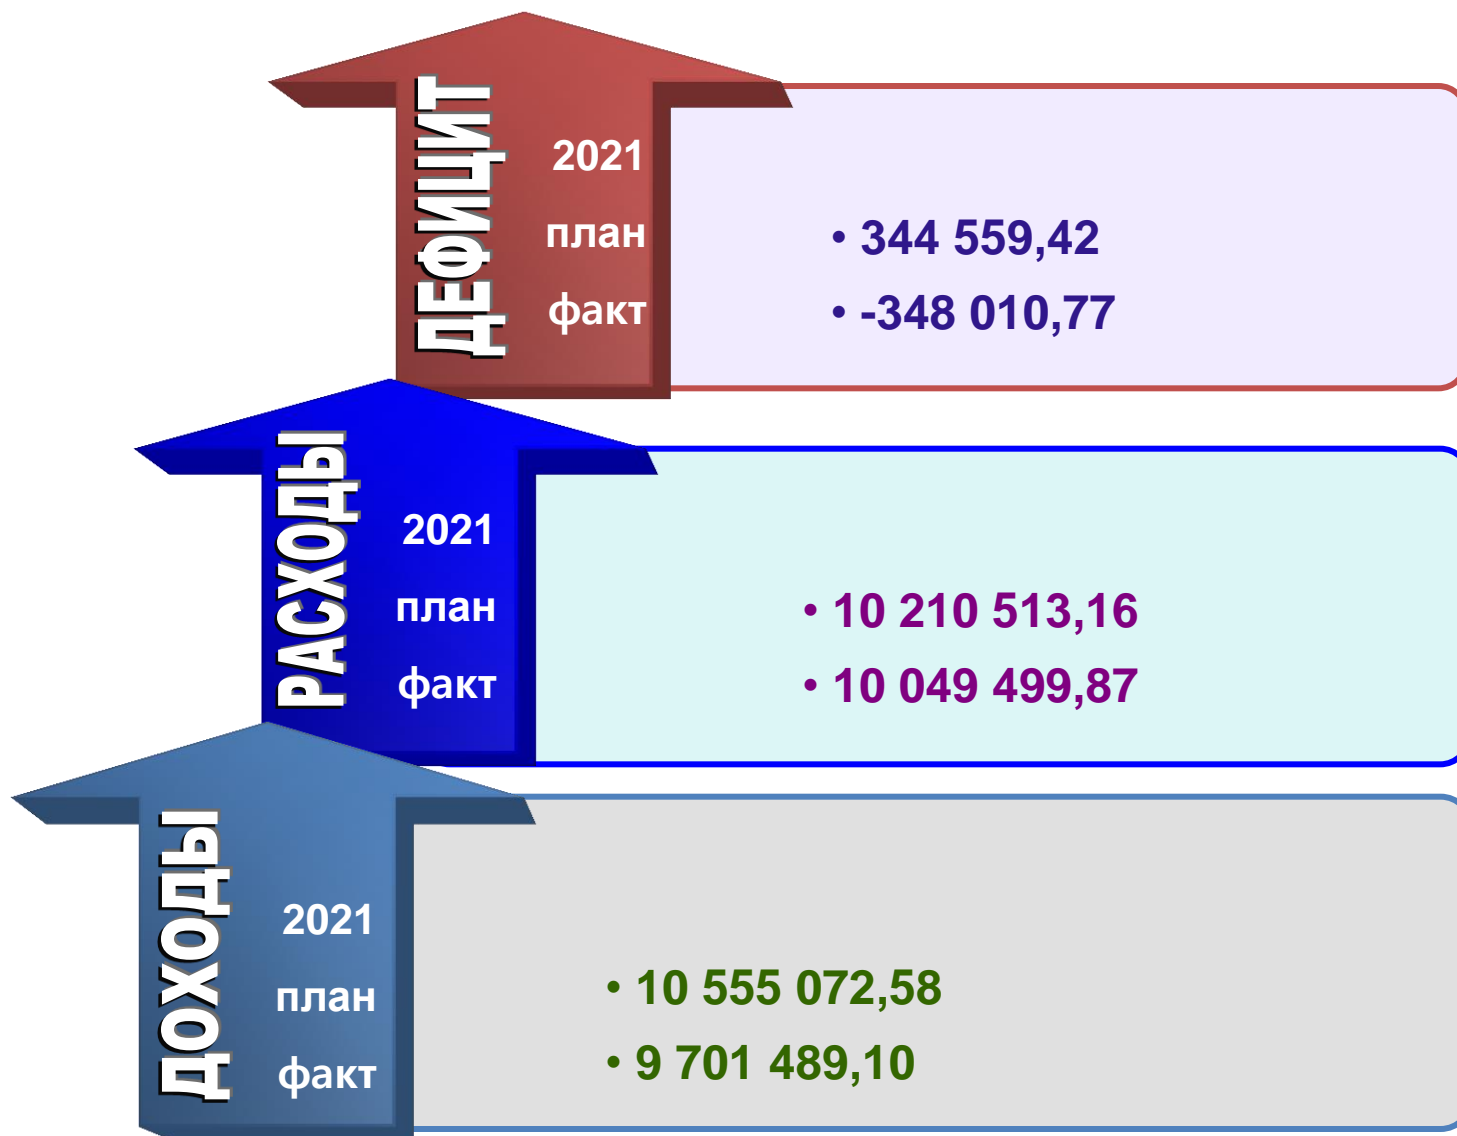 ДЕФИЦИТ
2021
план
факт
• 344 559,42
• -348 010,77
РАСХОДЫ
2021
план
факт
• 10 210 513,16
• 10 049 499,87
ДОХОДЫ
2021
план
факт
• 10 555 072,58
• 9 701 489,10